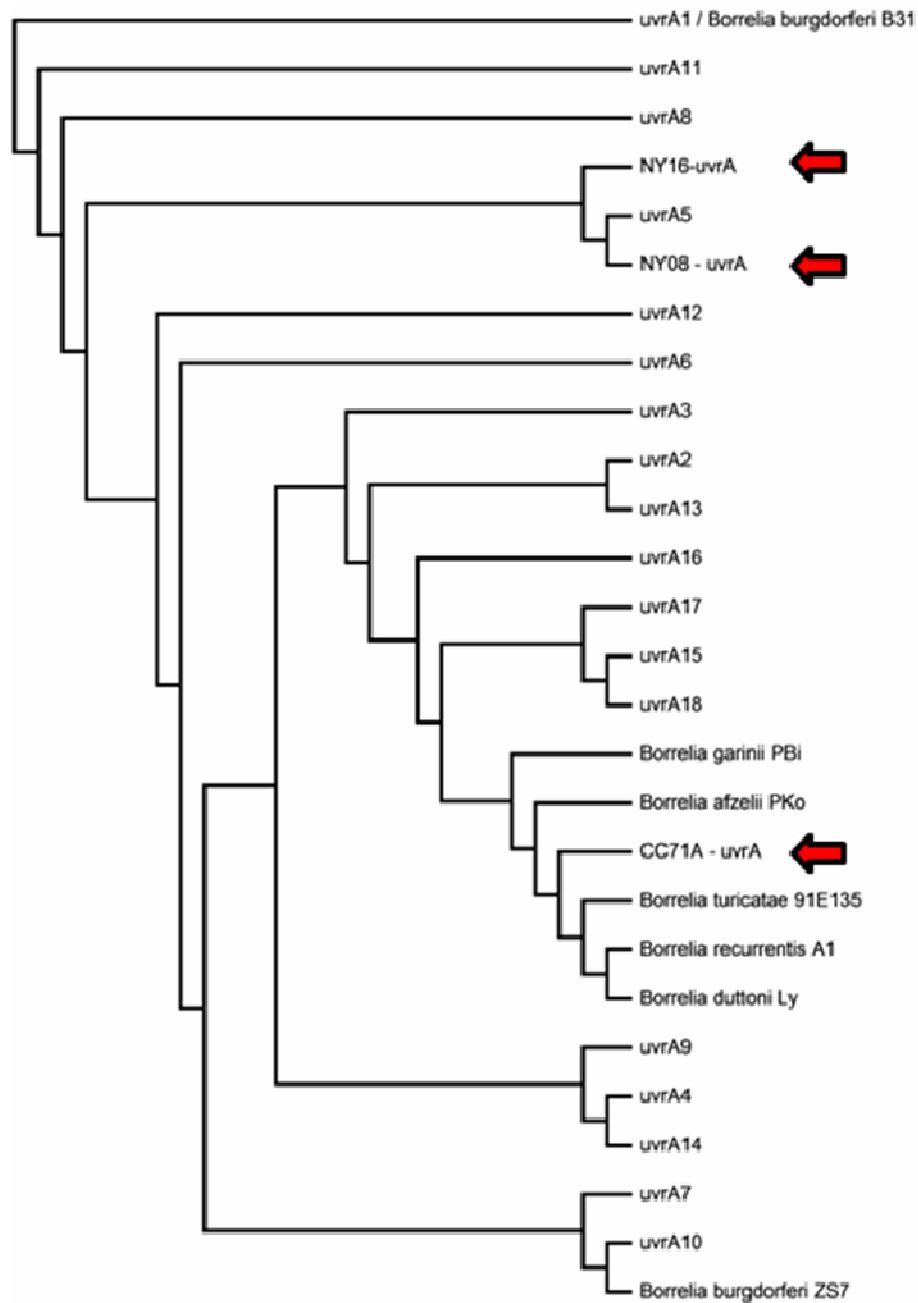 uvrA1 / Borrelia burgdorferi B31
uvrA11
uvrA8
NY16-uvrA
uvrA5
NY08 - uvrA
uvrA12
uvrA6
uvrA3
uvrA2
uvrA13
uvrA16
uvrA17
uvrA15
uvrA18
Borrelia garinii PBi
Borrelia afzelii PKo
CC71A - uvrA
Borrelia turicatae 91E135
Borrelia recurrentis A1
Borrelia duttoni Ly
uvrA9
uvrA4
uvrA14
uvrA7
uvrA10
Borrelia burgdorferi ZS7